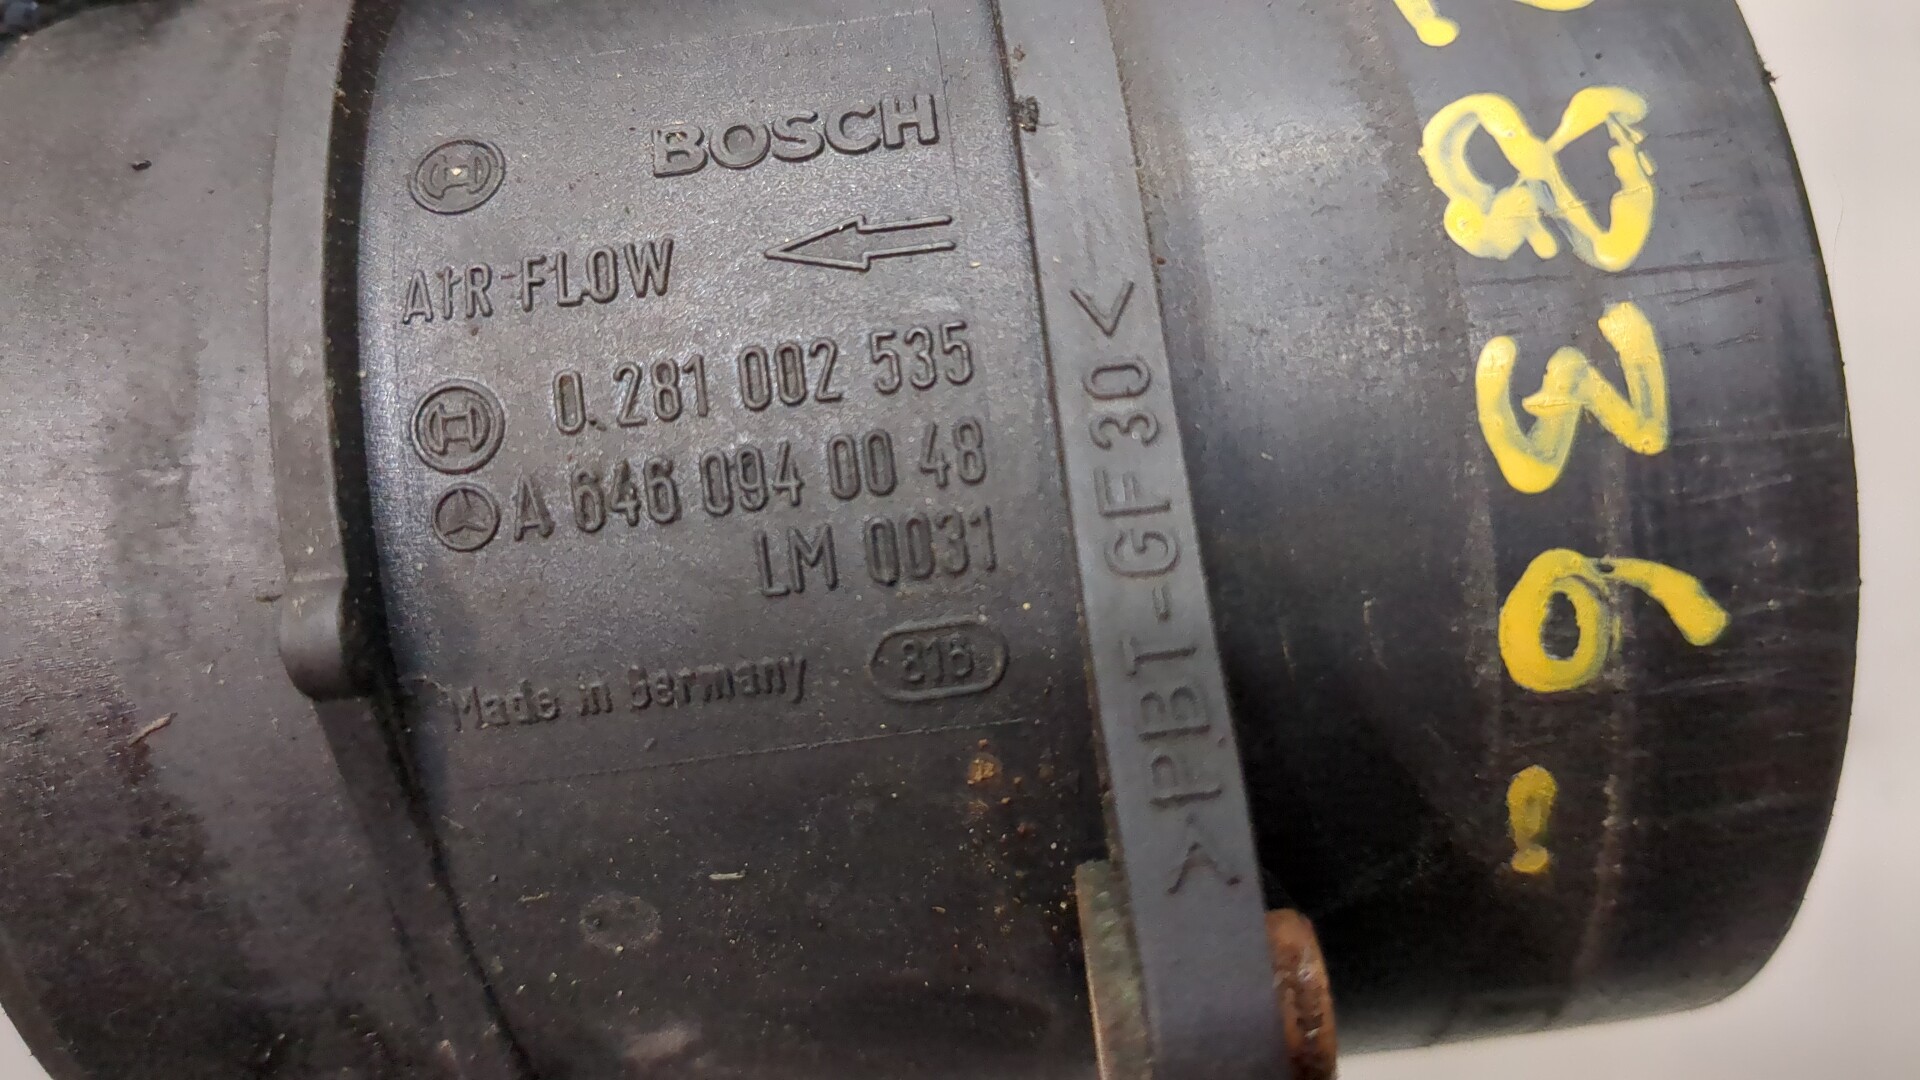 BOSCH
AIR FLOW
0 281 002 535
A 646 094 00 48
LM 0031
Made in Germany 816
>PBT-GF30<